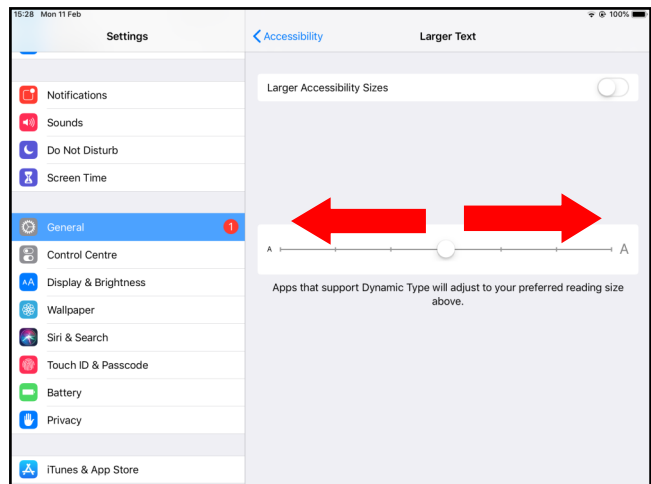 15:28 Mon 11 Feb
100%
Settings
Accessibility
Larger Text
Notifications
Sounds
Do Not Disturb
Screen Time
General
1
Control Centre
AA Display & Brightness
Wallpaper
Siri & Search
Touch ID & Passcode
Battery
Privacy
iTunes & App Store
Larger Accessibility Sizes
A A
Apps that support Dynamic Type will adjust to your preferred reading size
above.